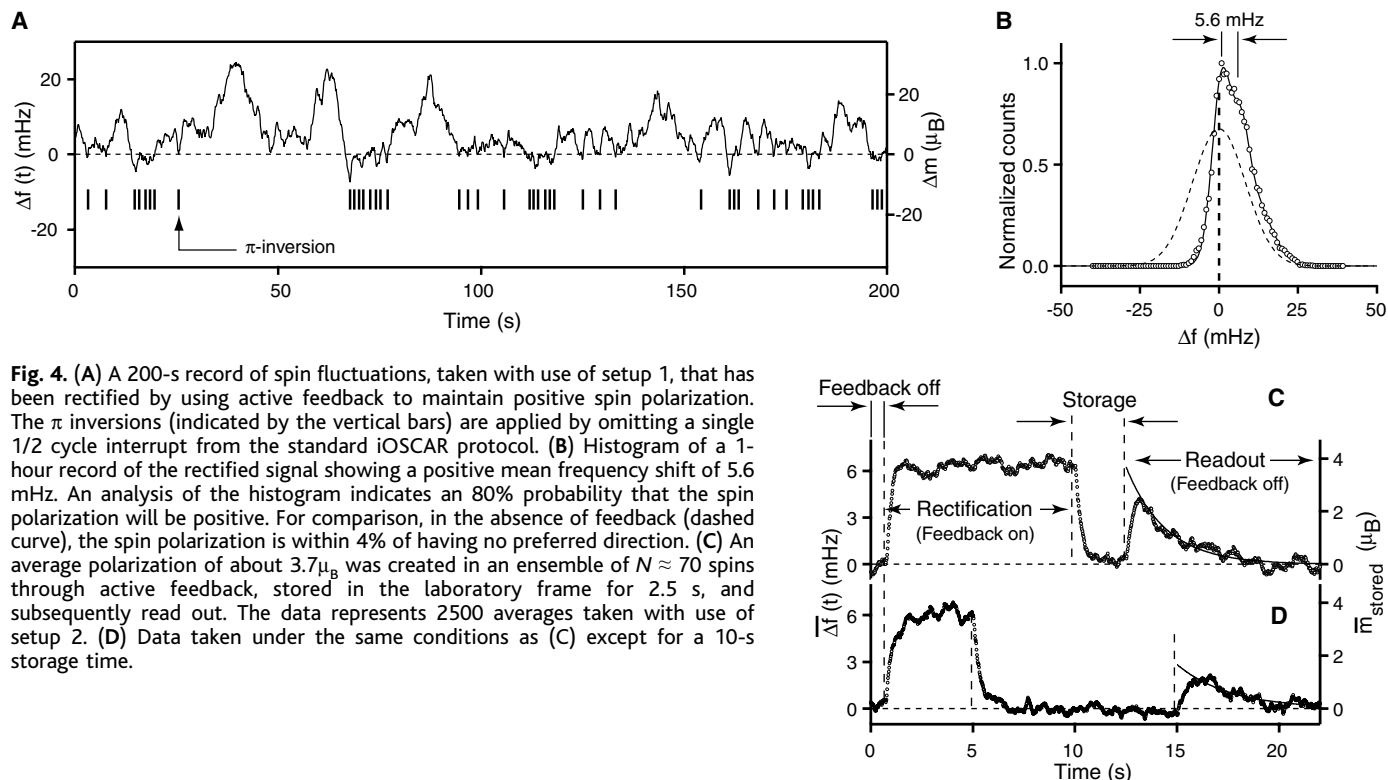 A
20
0
-20
Δf (t) (mHz)
20
0
-20
Δm (μB)
π-inversion
0
50
100
150
200
Time (s)
B
5.6 mHz
1.0
0.5
0.0
Normalized counts
-50
-25
0
25
50
Δf (mHz)
Fig. 4. (A) A 200-s record of spin fluctuations, taken with use of setup 1, that has
been rectified by using active feedback to maintain positive spin polarization.
The π inversions (indicated by the vertical bars) are applied by omitting a single
1/2 cycle interrupt from the standard iOSCAR protocol. (B) Histogram of a 1-
hour record of the rectified signal showing a positive mean frequency shift of 5.6
mHz. An analysis of the histogram indicates an 80% probability that the spin
polarization will be positive. For comparison, in the absence of feedback (dashed
curve), the spin polarization is within 4% of having no preferred direction. (C) An
average polarization of about 3.7μB was created in an ensemble of N ≈ 70 spins
through active feedback, stored in the laboratory frame for 2.5 s, and
subsequently read out. The data represents 2500 averages taken with use of
setup 2. (D) Data taken under the same conditions as (C) except for a 10-s
storage time.
Feedback off
Storage
C
Rectification
(Feedback on)
Readout
(Feedback off)
6
3
0
4
2
0
D
6
3
0
4
2
0
Δf (t) (mHz)
m stored (μB)
0
5
10
15
20
Time (s)